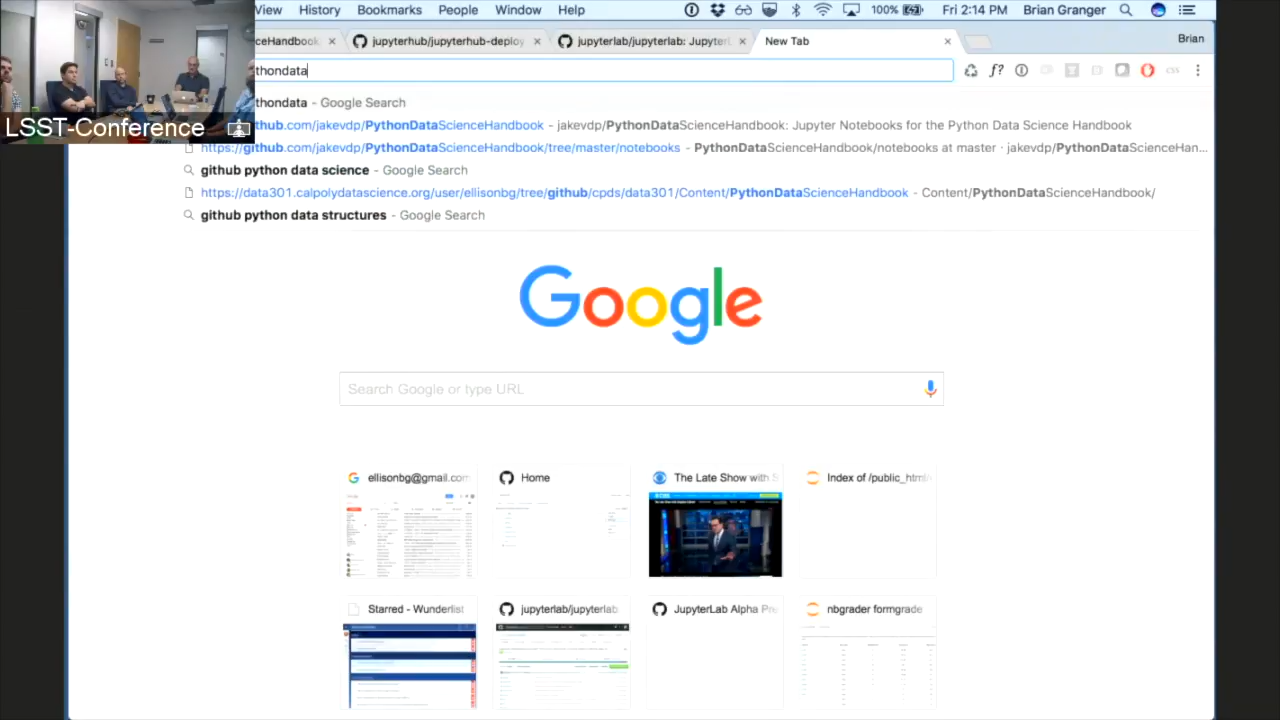 View History Bookmarks People Window Help 100% Fri 2:14 PM Brian Granger
ceHandbook jupyterhub/jupyterhub-deploy jupyterlab/jupyterlab: Jupyter New Tab Brian
thondata
LSST-Conference
thondata - Google Search
hub.com/jakevdp/PythonDataScienceHandbook - jakevdp/PythonDataScienceHandbook: Jupyter Notebooks for the Python Data Science Handbook
https://github.com/jakevdp/PythonDataScienceHandbook/tree/master/notebooks - PythonDataScienceHandbook/notebooks at master · jakevdp/PythonDataScienceHan...
github python data science - Google Search
https://data301.calpolydatascience.org/user/ellisonbg/tree/github/cpds/data301/Content/PythonDataScienceHandbook - Content/PythonDataScienceHandbook/
github python data structures - Google Search
Google
Search Google or type URL
ellisonbg@gmail.com Home The Late Show with S Index of /public_html/
Starred - Wunderlist jupyterlab/jupyterlab JupyterLab Alpha Pre nbgrader formgrade